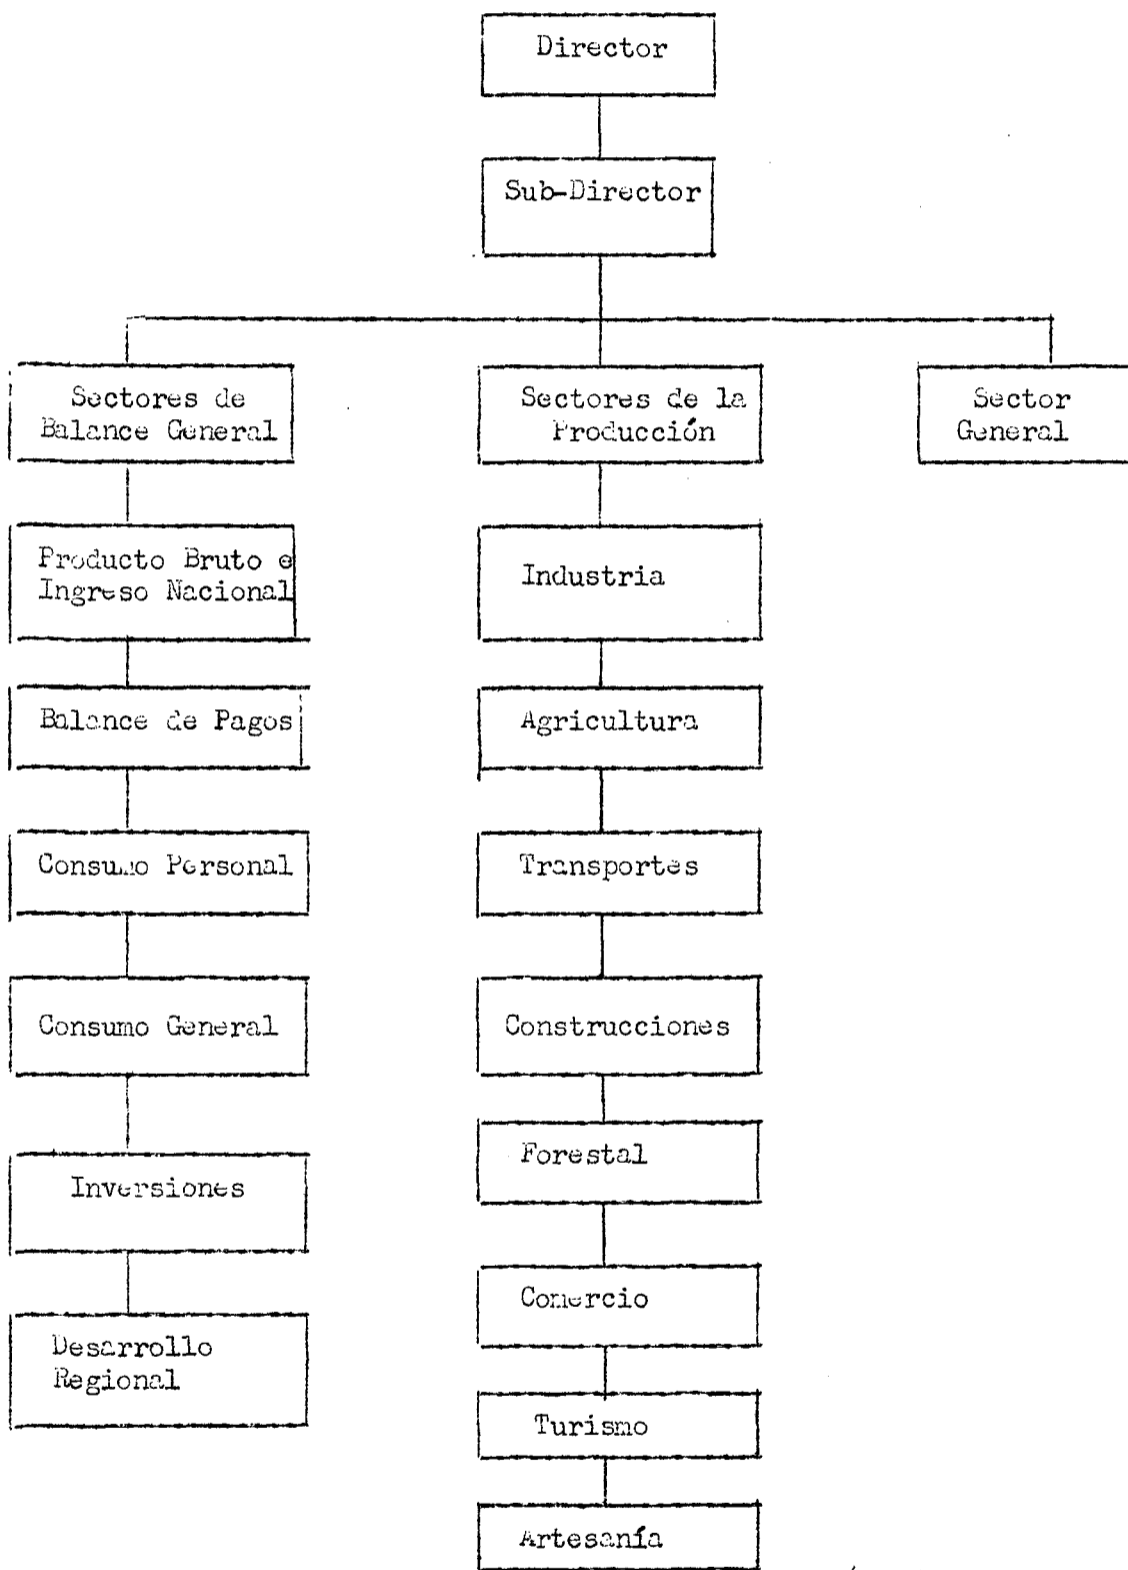 Director
Sub-Director
Sectores de
Balance General
Sectores de la
Producción
Sector
General
Producto Bruto e
Ingreso Nacional
Balance de Pagos
Consumo Personal
Consumo General
Inversiones
Desarrollo
Regional
Industria
Agricultura
Transportes
Construcciones
Forestal
Comercio
Turismo
Artesanía